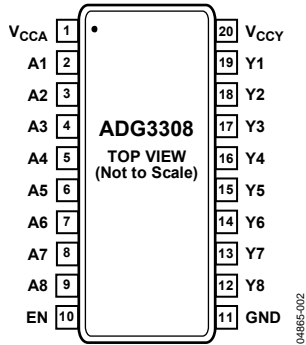 V_CCA 1 20 V_CCY
A1 2 19 Y1
A2 3 18 Y2
A3 4 17 Y3
ADG3308
A4 5 16 Y4
TOP VIEW
(Not to Scale)
A5 6 15 Y5
A6 7 14 Y6
A7 8 13 Y7
A8 9 12 Y8
EN 10 11 GND
04865-002